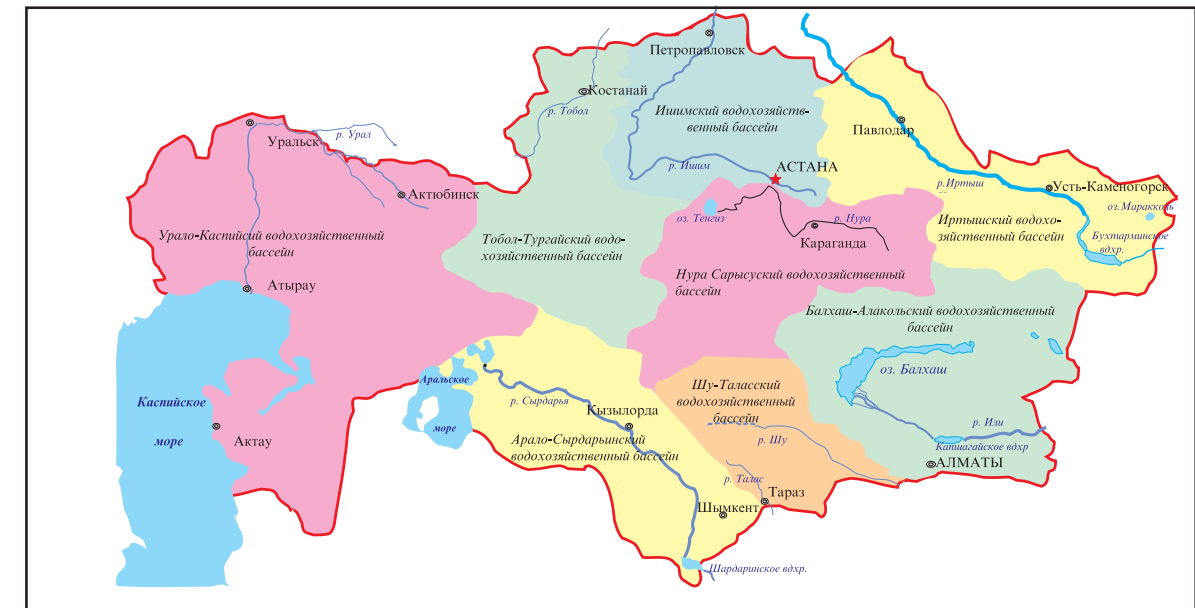 Петропавловск
Костанай
р. Тобол
Ишимский водохозяйств-
венный бассейн
Павлодар
Уральск
р. Урал
р. Ишим
АСТАНА
р.Иртыш
Усть-Каменогорск
Актюбинск
оз.Маракколь
оз. Тенгиз
р. Нура
Иртышский водохо-
зяйственный бассейн
Бухтарминское
вдхр.
Урало-Каспийсий водохозяйственный
бассейн
Тобол-Тургайский водо-
хозяйственный бассейн
Караганда
Нура Сарысуский водохозяйственный
бассейн
Атырау
Балхаш-Алакольский водохозяйственный
бассейн
оз. Балхаш
Аральское
море
Шу-Таласский
водохозяйственный
бассейн
Каспийское
море
р. Сырдарья
Кызылорда
р. Или
Актау
Арало-Сырдарьинский
водохозяйственный бассейн
р. Шу
Капшагайское вдхр
АЛМАТЫ
р. Талас
Тараз
Шымкент
Шардаринское вдхр.